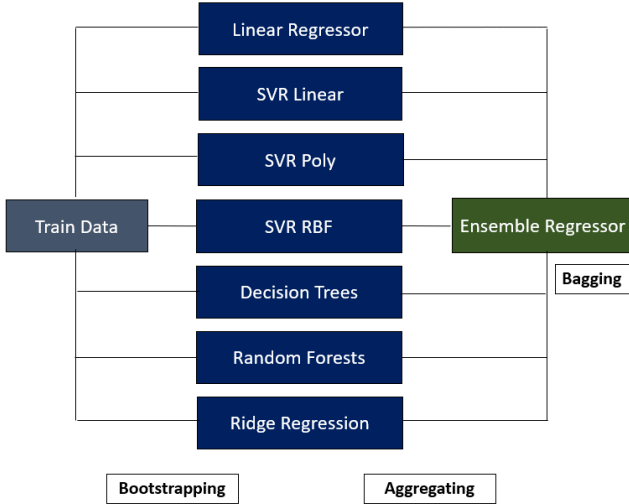 Linear Regressor
SVR Linear
SVR Poly
Train Data
SVR RBF
Ensemble Regressor
Bagging
Decision Trees
Random Forests
Ridge Regression
Bootstrapping
Aggregating